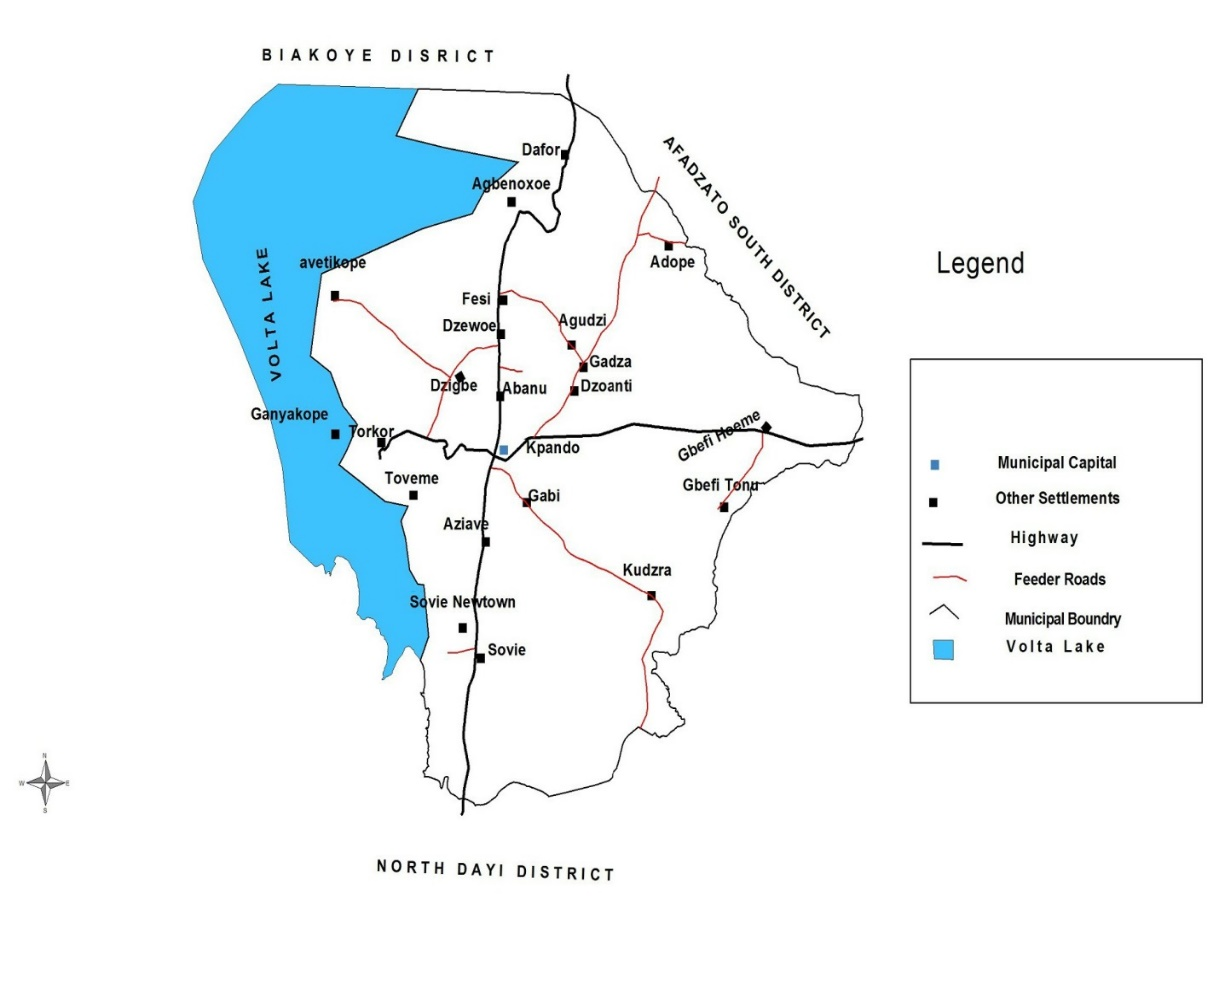 BIAKOYE DISRICT
AFADZATO SOUTH DISTRICT
Dafor
Agbenoxoe
VOLTA LAKE
avetikope
Adope
Legend
Fesi
Dzewoe
Agudzi
Gadza
Dzigbe
Abanu
Dzoanti
Ganyakope
Torkor
Kpando
Gbefi Hoeme
Municipal Capital
Toveme
Gabi
Gbefi Tonu
Other Settlements
Aziave
Highway
Kudzra
Feeder Roads
Sovie Newtown
Municipal Boundry
Sovie
Volta Lake
N
W
E
S
NORTH DAYI DISTRICT